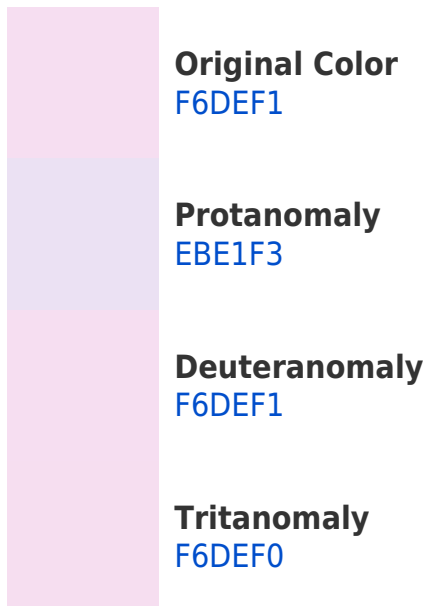 Original Color
F6DEF1
Protanomaly
EBE1F3
Deuteranomaly
F6DEF1
Tritanomaly
F6DEF0